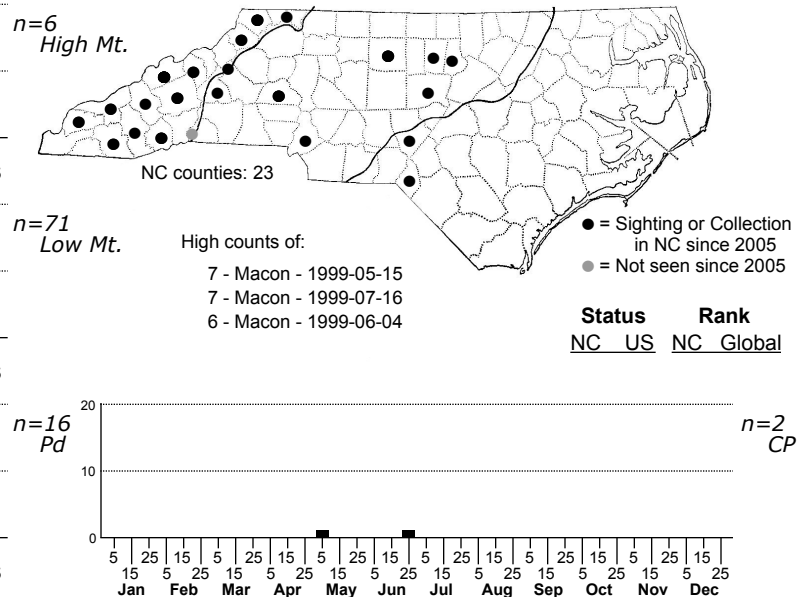 n=6
High Mt.
NC counties: 23
n=71
Low Mt.
High counts of:
7 - Macon - 1999-05-15
7 - Macon - 1999-07-16
6 - Macon - 1999-06-04
= Sighting or Collection
in NC since 2005
= Not seen since 2005
Status Rank
NC US NC Global
n=16
Pd
n=2
CP
20
10
0
5 25 15 5 25 15 5 25 15 5 25 15 5 25 15 5 25 15
15 5 25 15 5 25 15 5 25 15 5 25 15 5 25 15 5 25
Jan Feb Mar Apr May Jun Jul Aug Sep Oct Nov Dec